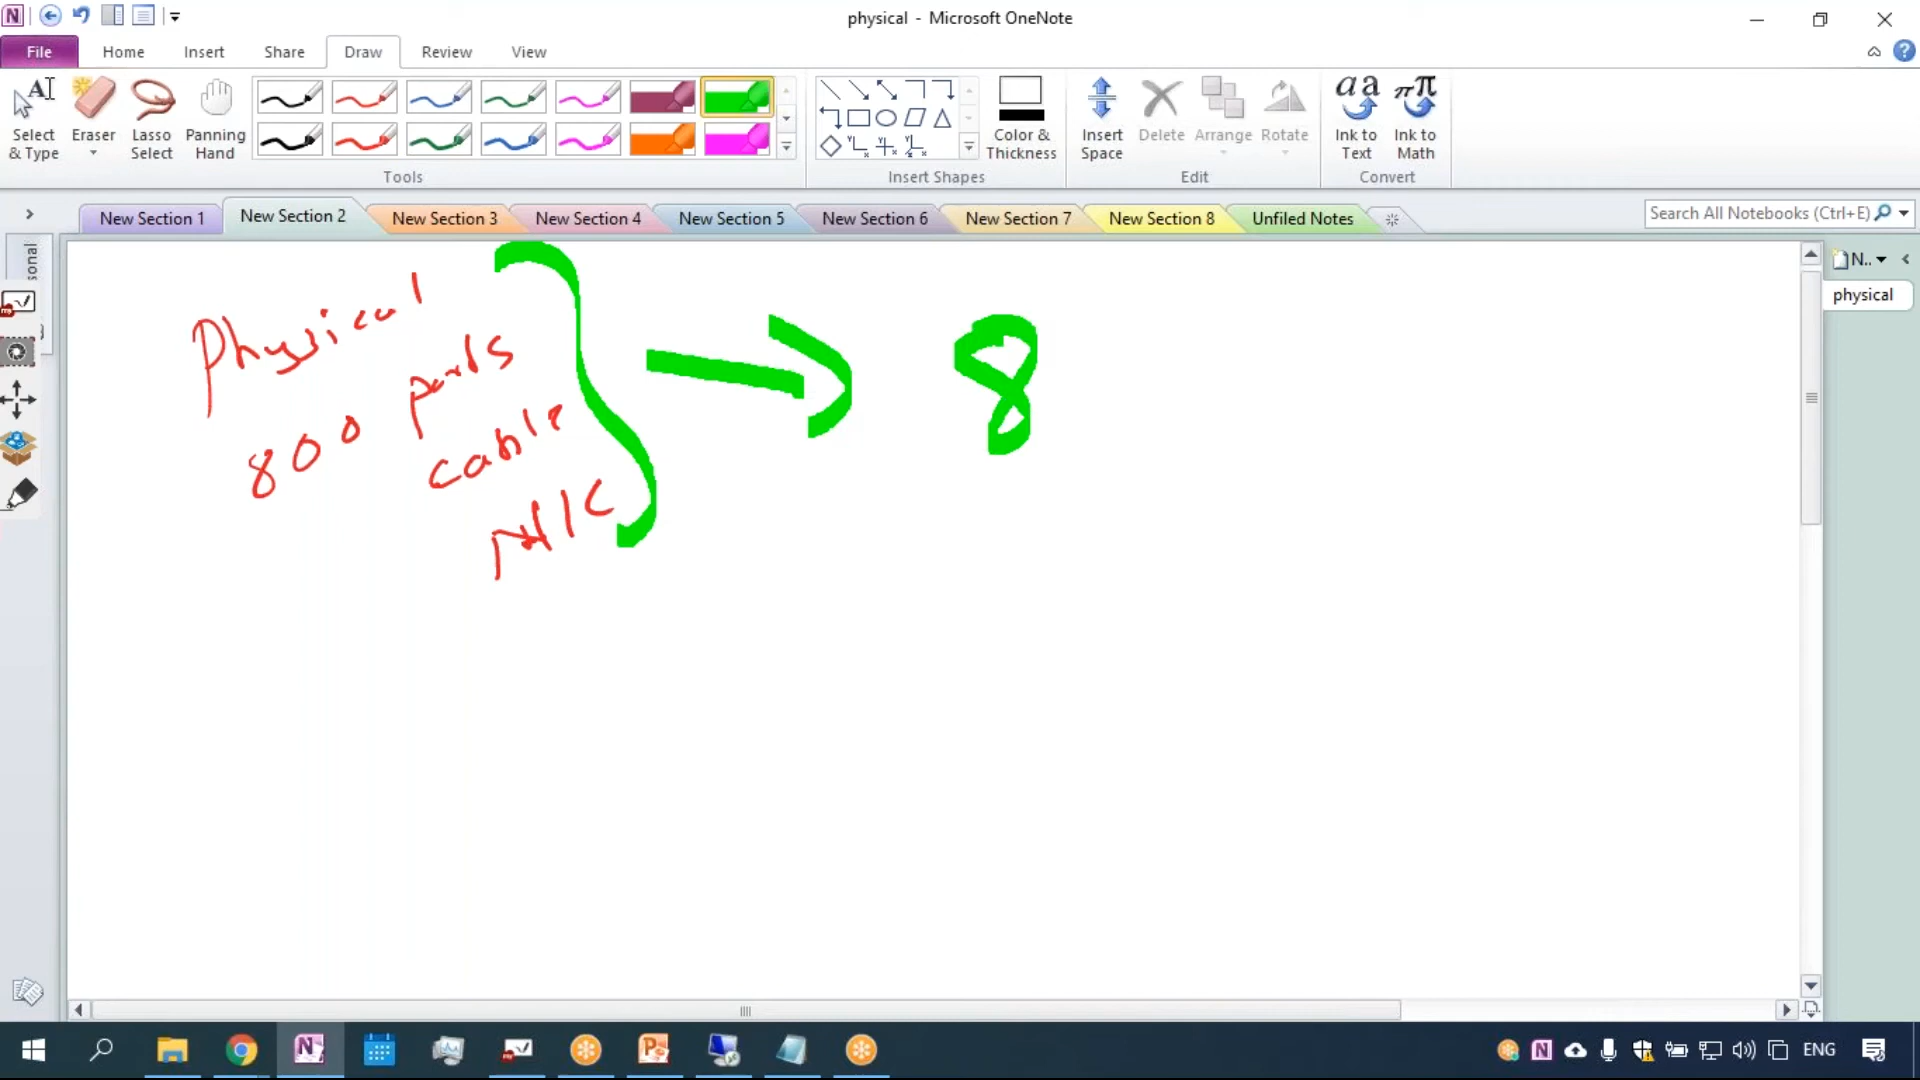 physical - Microsoft OneNote
File Home Insert Share Draw Review View
Select & Type
Eraser
Lasso Select
Panning Hand
Color & Thickness
Insert Space
Delete
Arrange
Rotate
Ink to Text
Ink to Math
Tools
Insert Shapes
Edit
Convert
New Section 1 New Section 2 New Section 3 New Section 4 New Section 5 New Section 6 New Section 7 New Section 8 Unfiled Notes
Search All Notebooks (Ctrl+E)
sonal
N..
physical
Physical
800 ports
cable
NIC
8
ENG